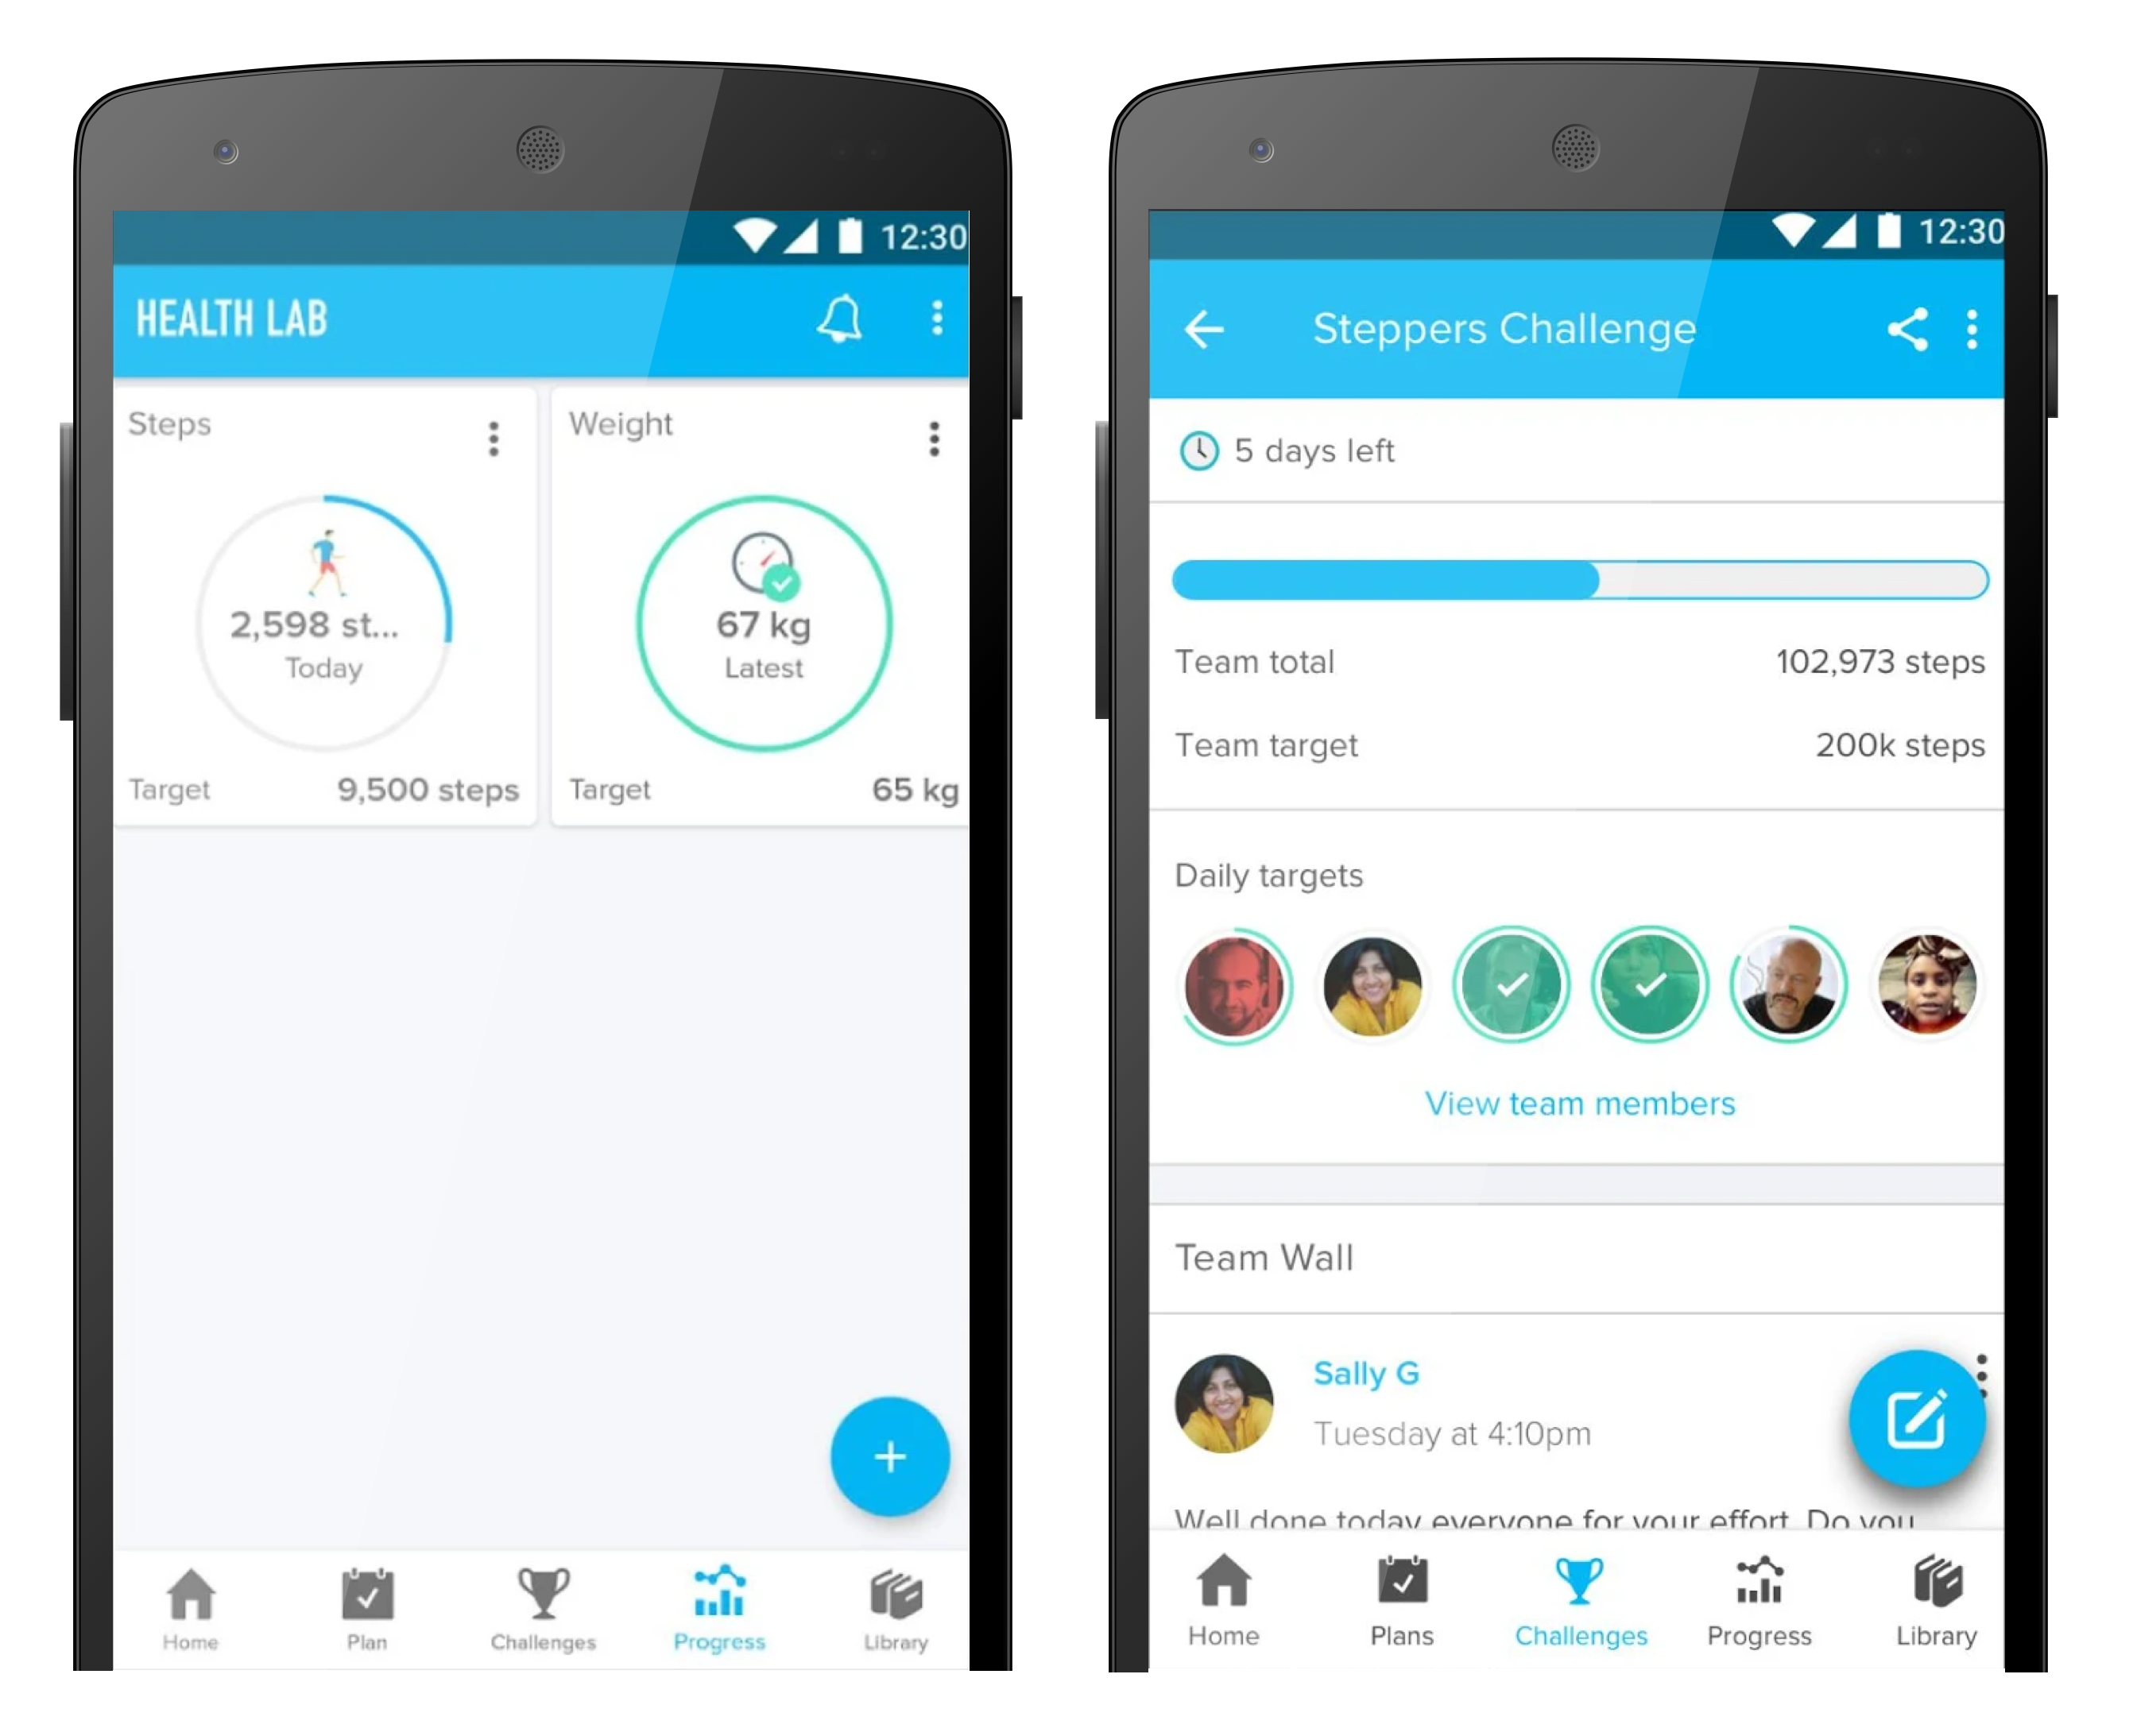 12:30
HEALTH LAB
Steps
2,598 st...
Today
Target 9,500 steps
Weight
67 kg
Latest
Target 65 kg
Home Plan Challenges Progress Library
12:30
Steppers Challenge
5 days left
Team total 102,973 steps
Team target 200k steps
Daily targets
View team members
Team Wall
Sally G
Tuesday at 4:10pm
Well done today everyone for your effort. Do you
Home Plans Challenges Progress Library